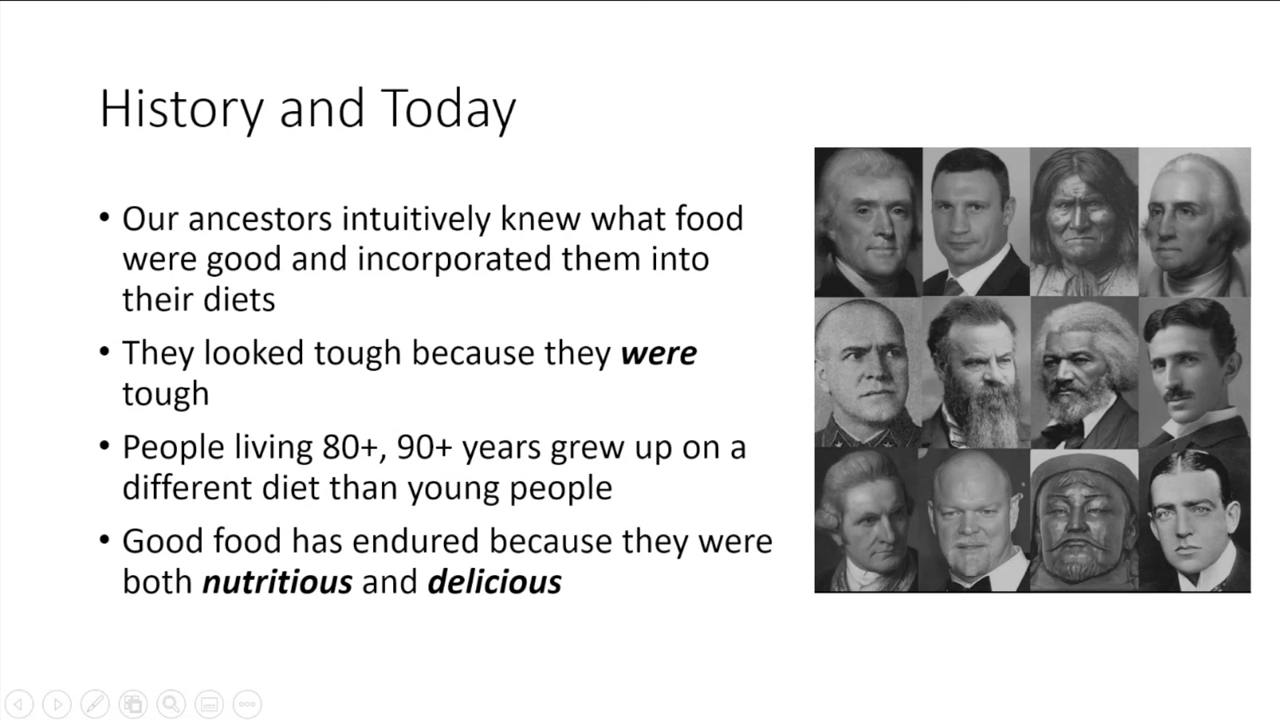 History and Today
• Our ancestors intuitively knew what food
were good and incorporated them into
their diets
• They looked tough because they were
tough
• People living 80+, 90+ years grew up on a
different diet than young people
• Good food has endured because they were
both nutritious and delicious